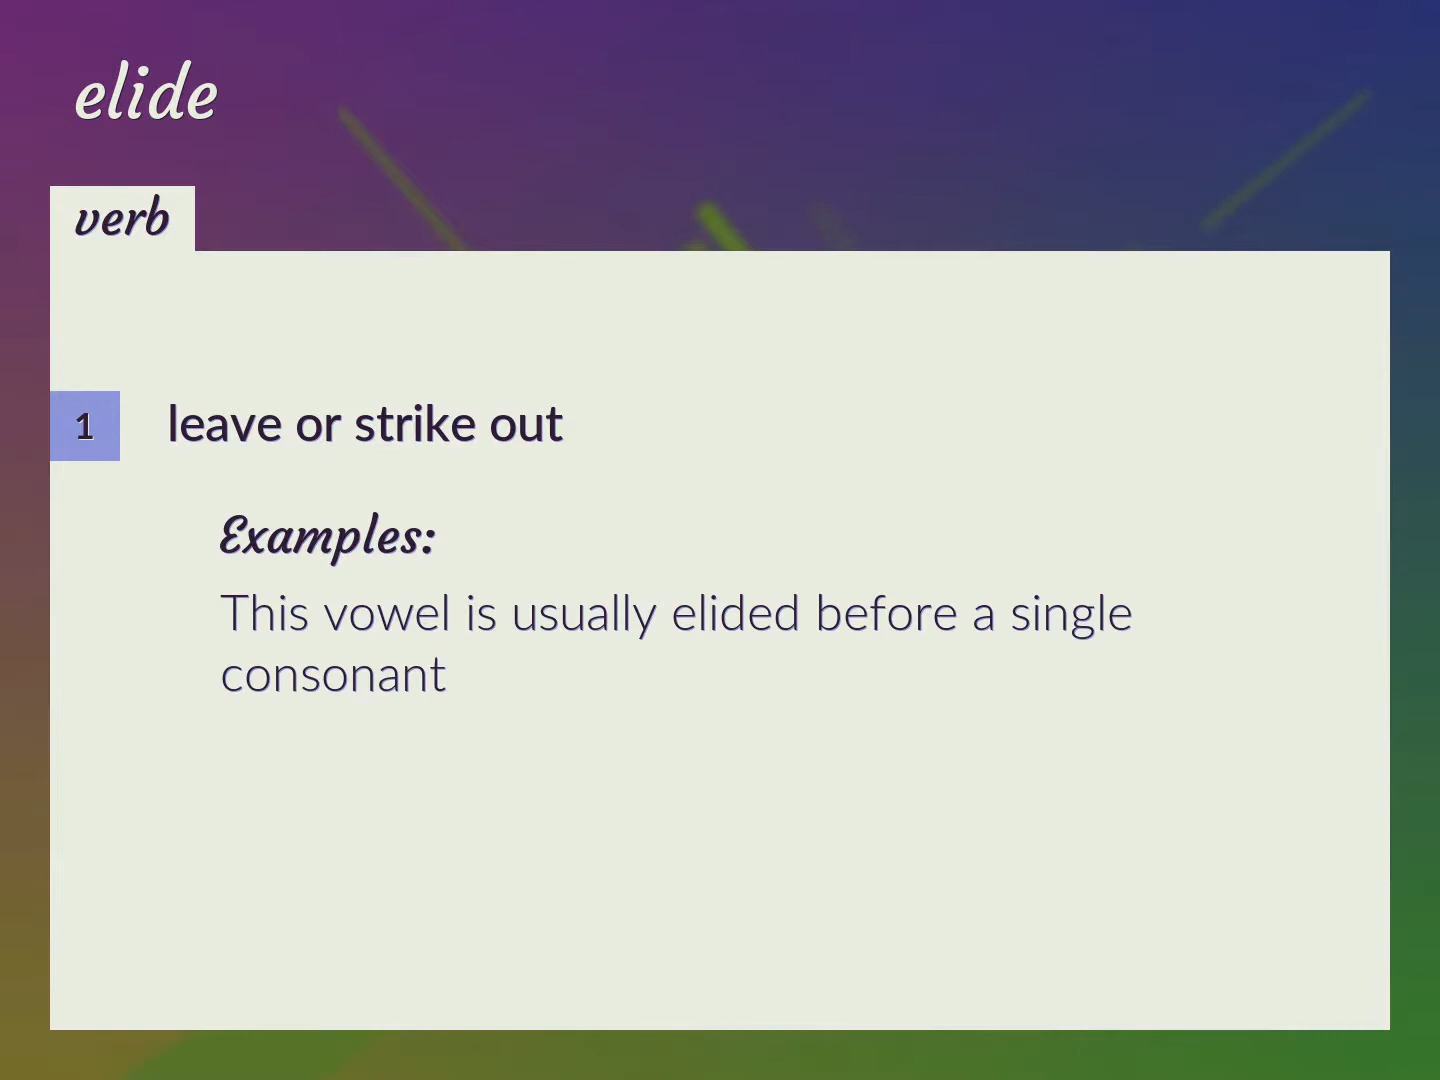 elide
verb
1
leave or strike out
Examples:
This vowel is usually elided before a single
consonant